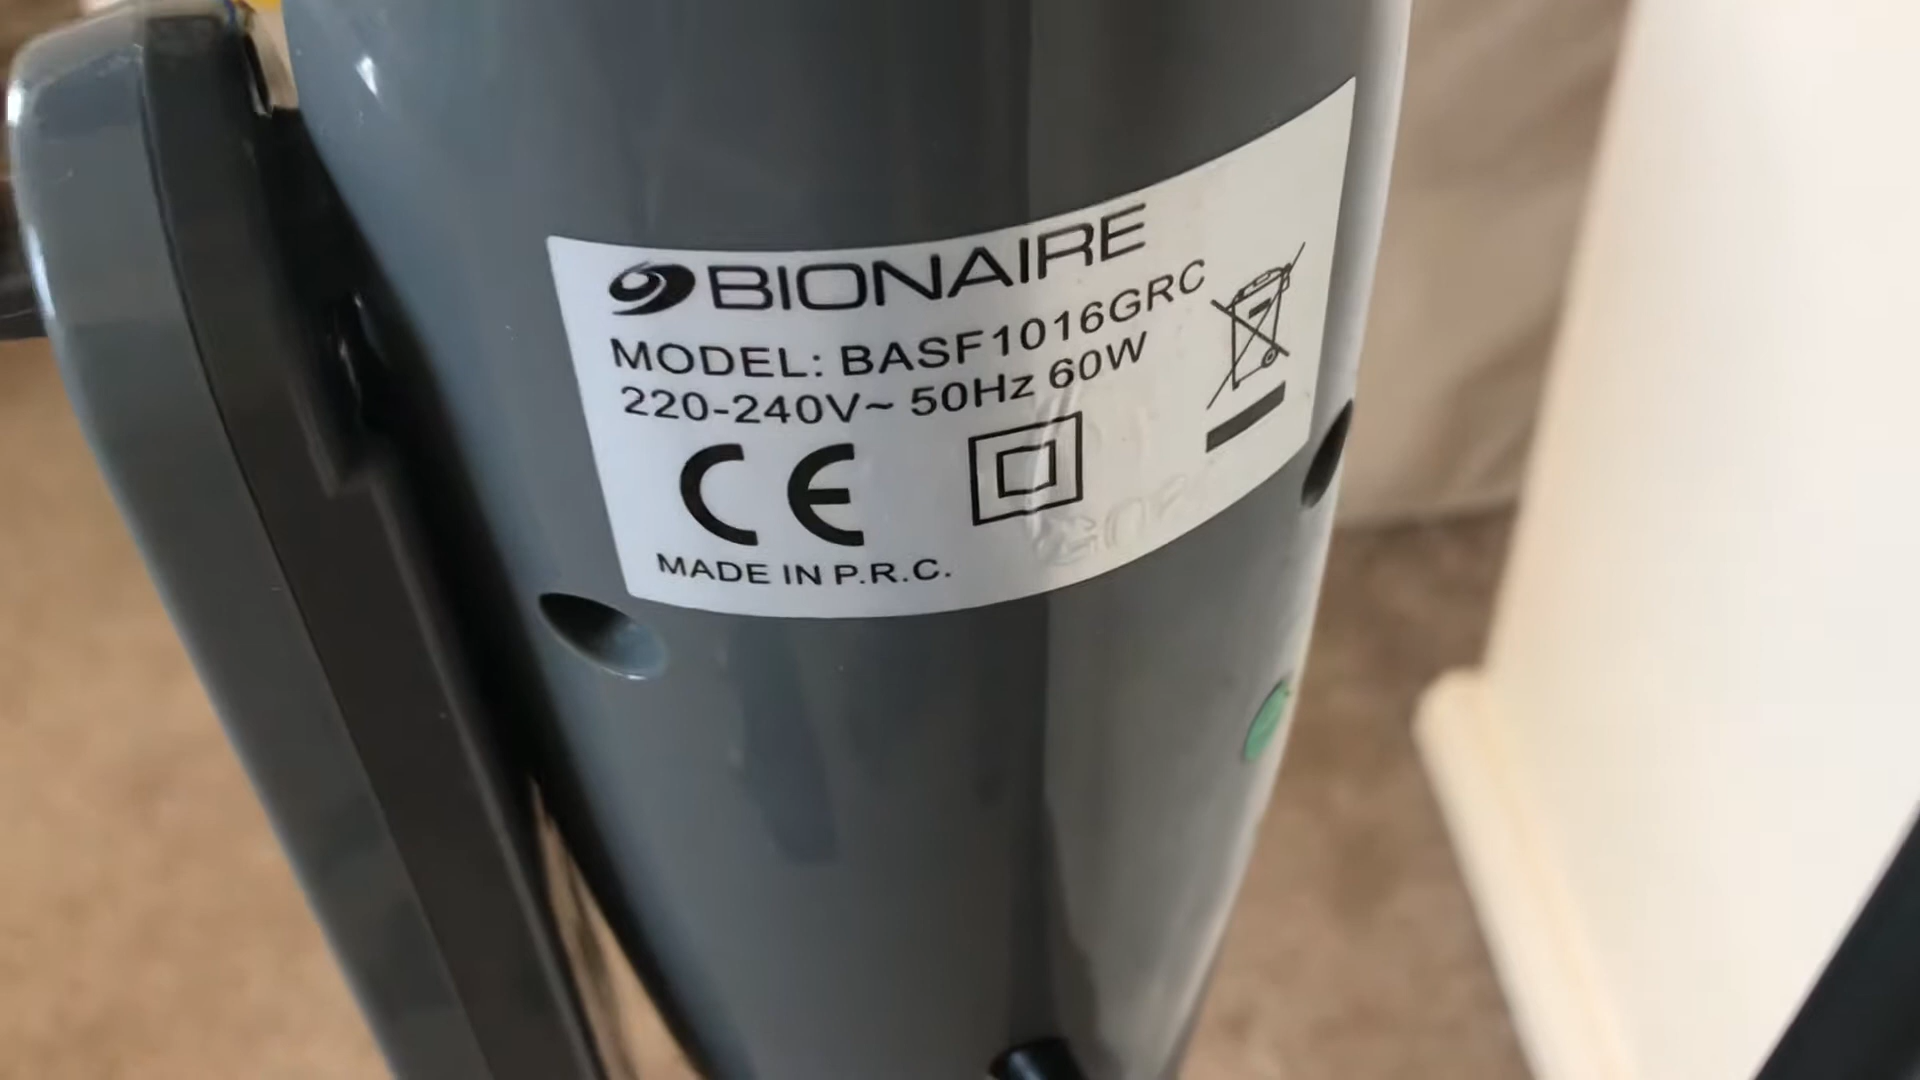 BIONAIRE
MODEL: BASF1016GRC
220-240V~ 50Hz 60W
CE
MADE IN P.R.C.